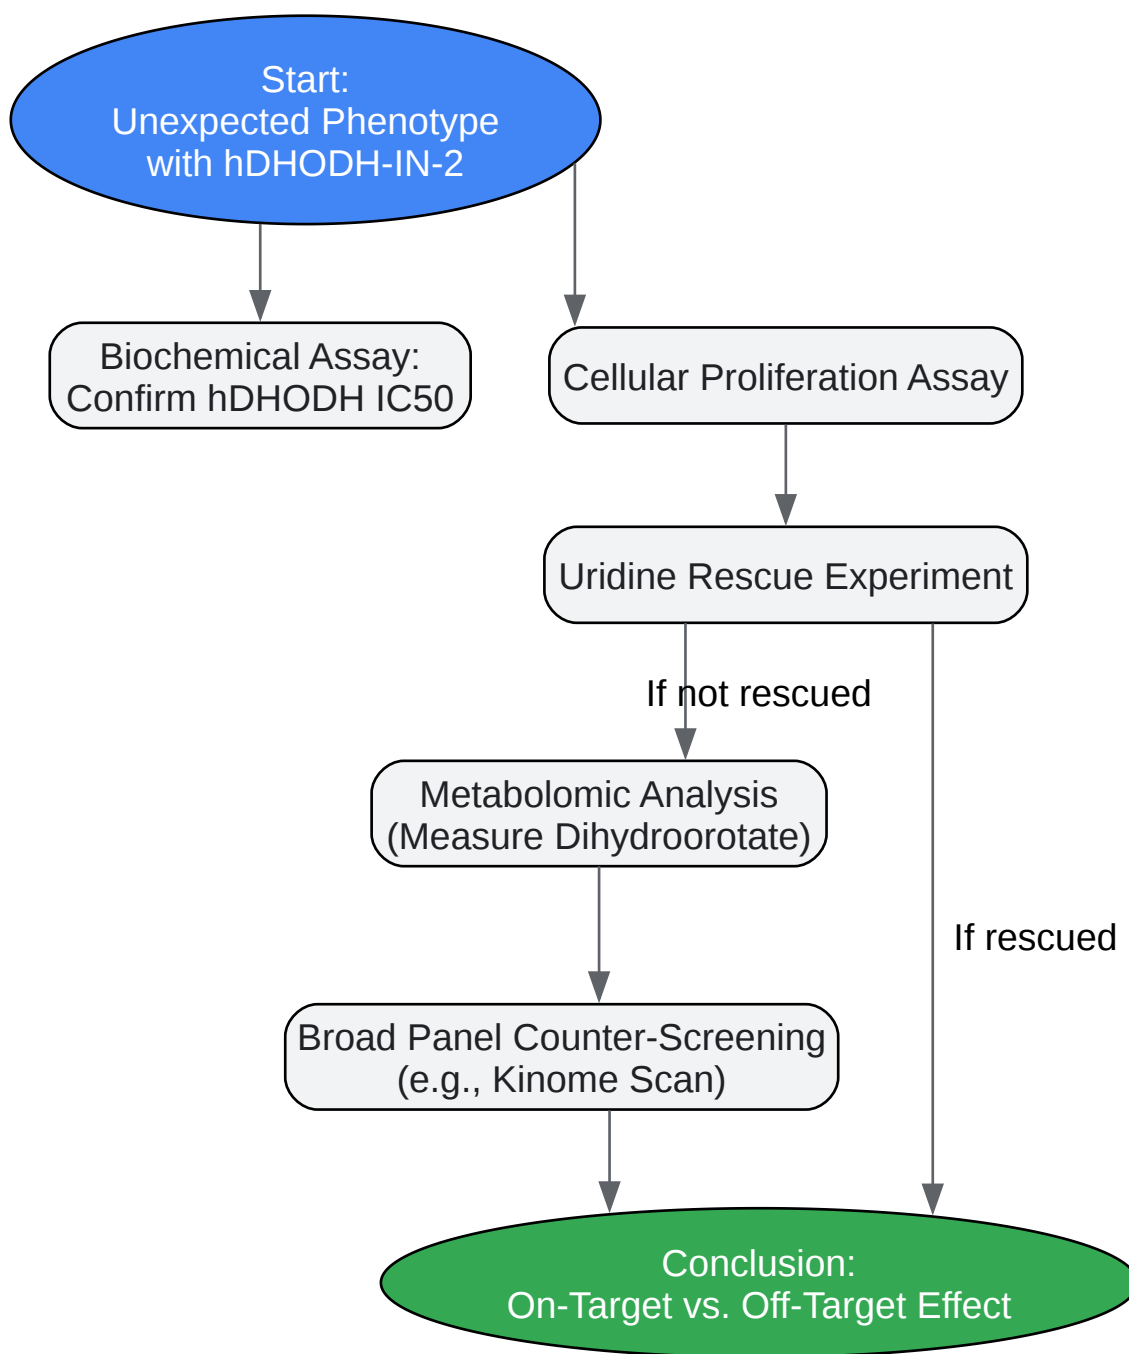 Start:
Unexpected Phenotype
with hDHODH-IN-2
Biochemical Assay:
Confirm hDHODH IC50
Cellular Proliferation Assay
Uridine Rescue Experiment
If not rescued
Metabolomic Analysis
(Measure Dihydroorotate)
If rescued
Broad Panel Counter-Screening
(e.g., Kinome Scan)
Conclusion:
On-Target vs. Off-Target Effect